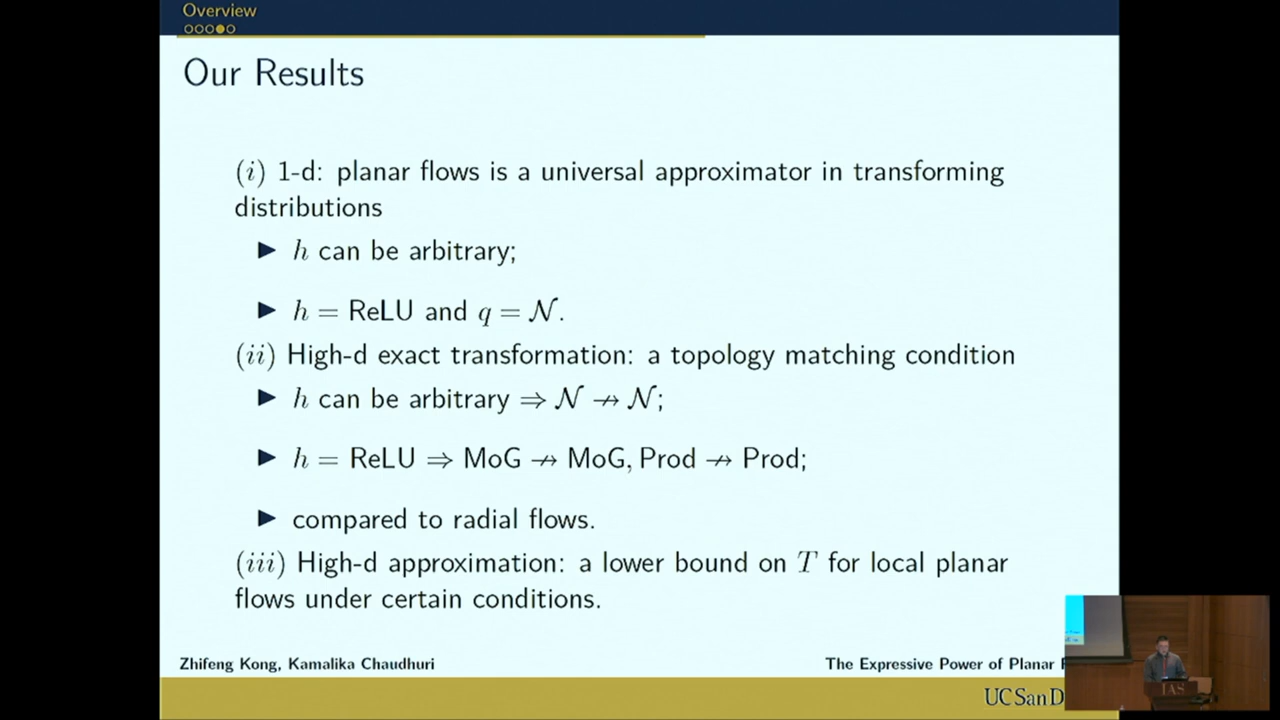 Overview
Our Results
(i) 1-d: planar flows is a universal approximator in transforming
distributions
▶ h can be arbitrary;
▶ h = ReLU and q = 𝒩.
(ii) High-d exact transformation: a topology matching condition
▶ h can be arbitrary ⇒ 𝒩 ↛ 𝒩;
▶ h = ReLU ⇒ MoG ↛ MoG, Prod ↛ Prod;
▶ compared to radial flows.
(iii) High-d approximation: a lower bound on T for local planar
flows under certain conditions.
Zhifeng Kong, Kamalika Chaudhuri
The Expressive Power of Planar
UC San D
IAS